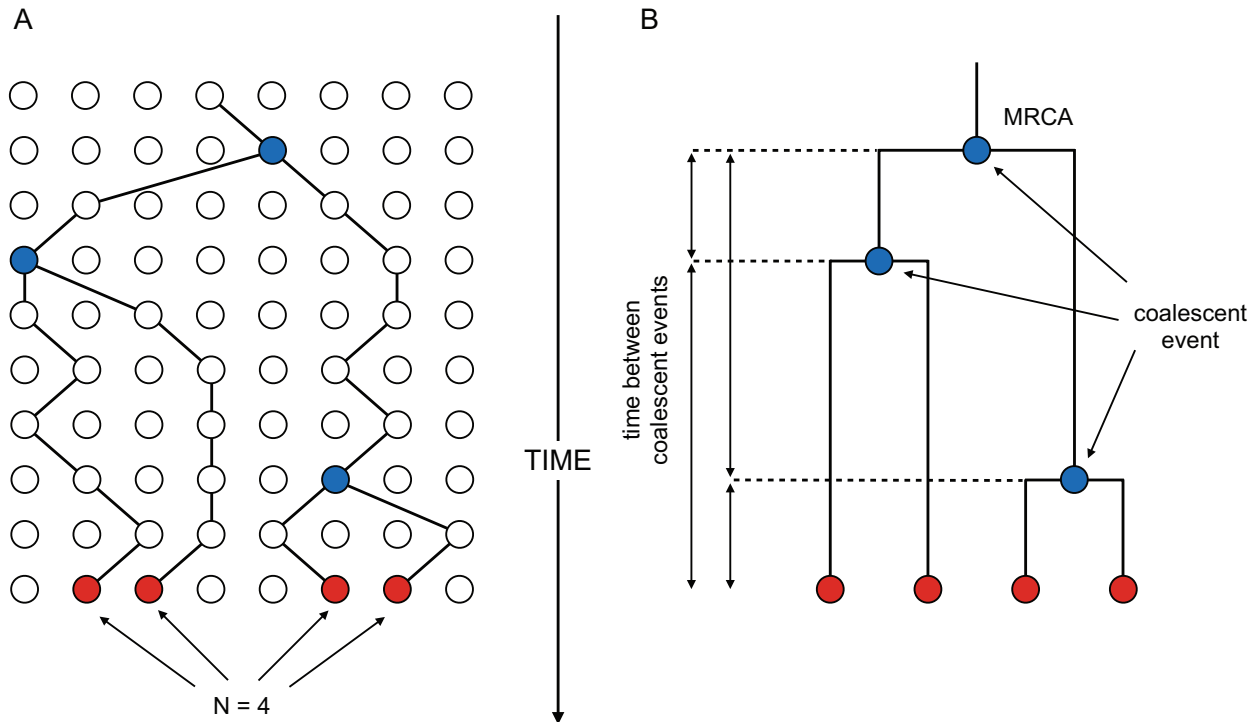 A
B
MRCA
coalescent
event
time between
coalescent events
TIME
N = 4